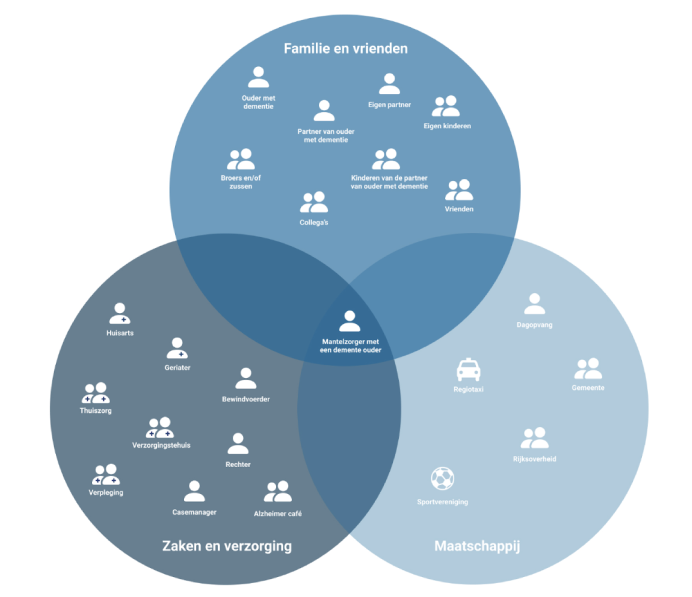 Familie en vrienden
Ouder met
dementie
Eigen partner
Partner van ouder
met dementie
Eigen kinderen
Broers en/of
zussen
Kinderen van de partner
van ouder met dementie
Vrienden
Collega's
Mantelzorger met
een demente ouder
Huisarts
Geriater
Bewindvoerder
Thuiszorg
Verzorgingstehuis
Rechter
Verpleging
Casemanager
Alzheimer café
Zaken en verzorging
Dagopvang
Regiotaxi
Gemeente
Rijksoverheid
Sportvereniging
Maatschappij